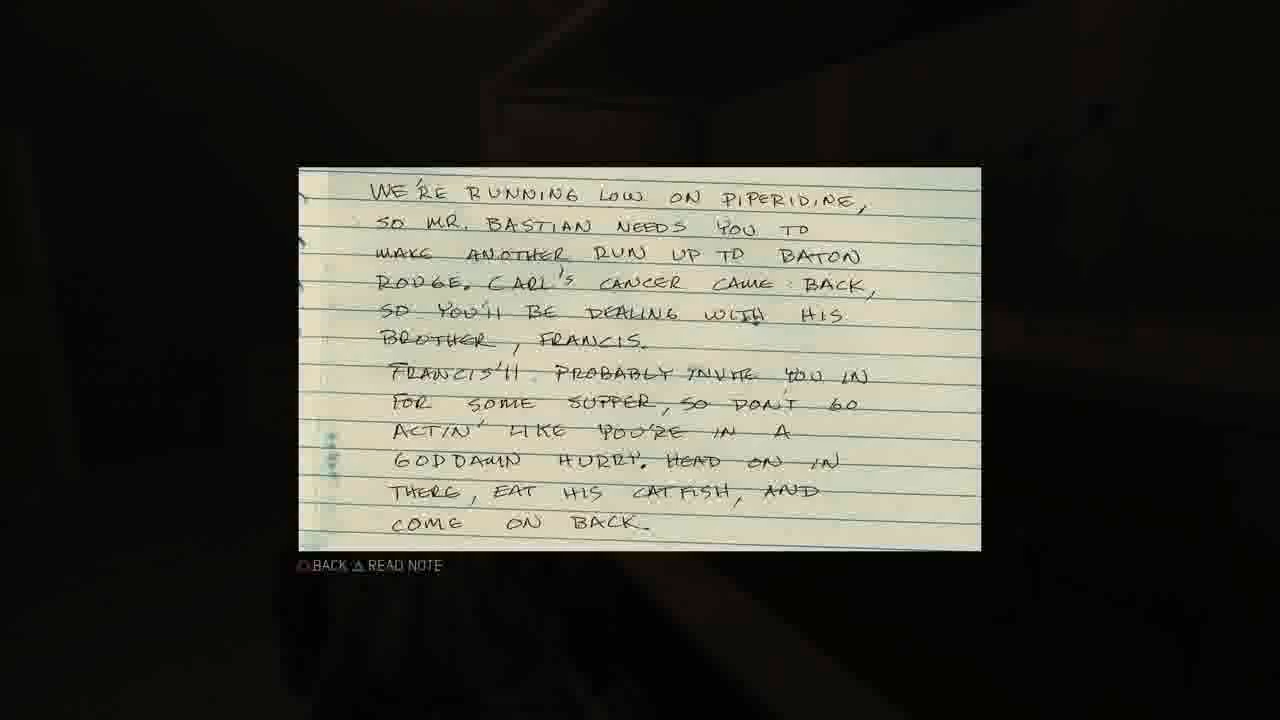 WE'RE RUNNING LOW ON PIPERIDINE,
SO MR. BASTIAN NEEDS YOU TO
MAKE ANOTHER RUN UP TO BATON
ROUGE. CARL'S CANCER CAME BACK,
SO YOU'LL BE DEALING WITH HIS
BROTHER, FRANCIS.
FRANCIS'LL PROBABLY INVITE YOU IN
FOR SOME SUPPER, SO DON'T GO
ACTIN' LIKE YOU'RE IN A
GODDAMN HURRY. HEAD ON IN
THERE, EAT HIS CATFISH, AND
COME ON BACK.
BACK READ NOTE